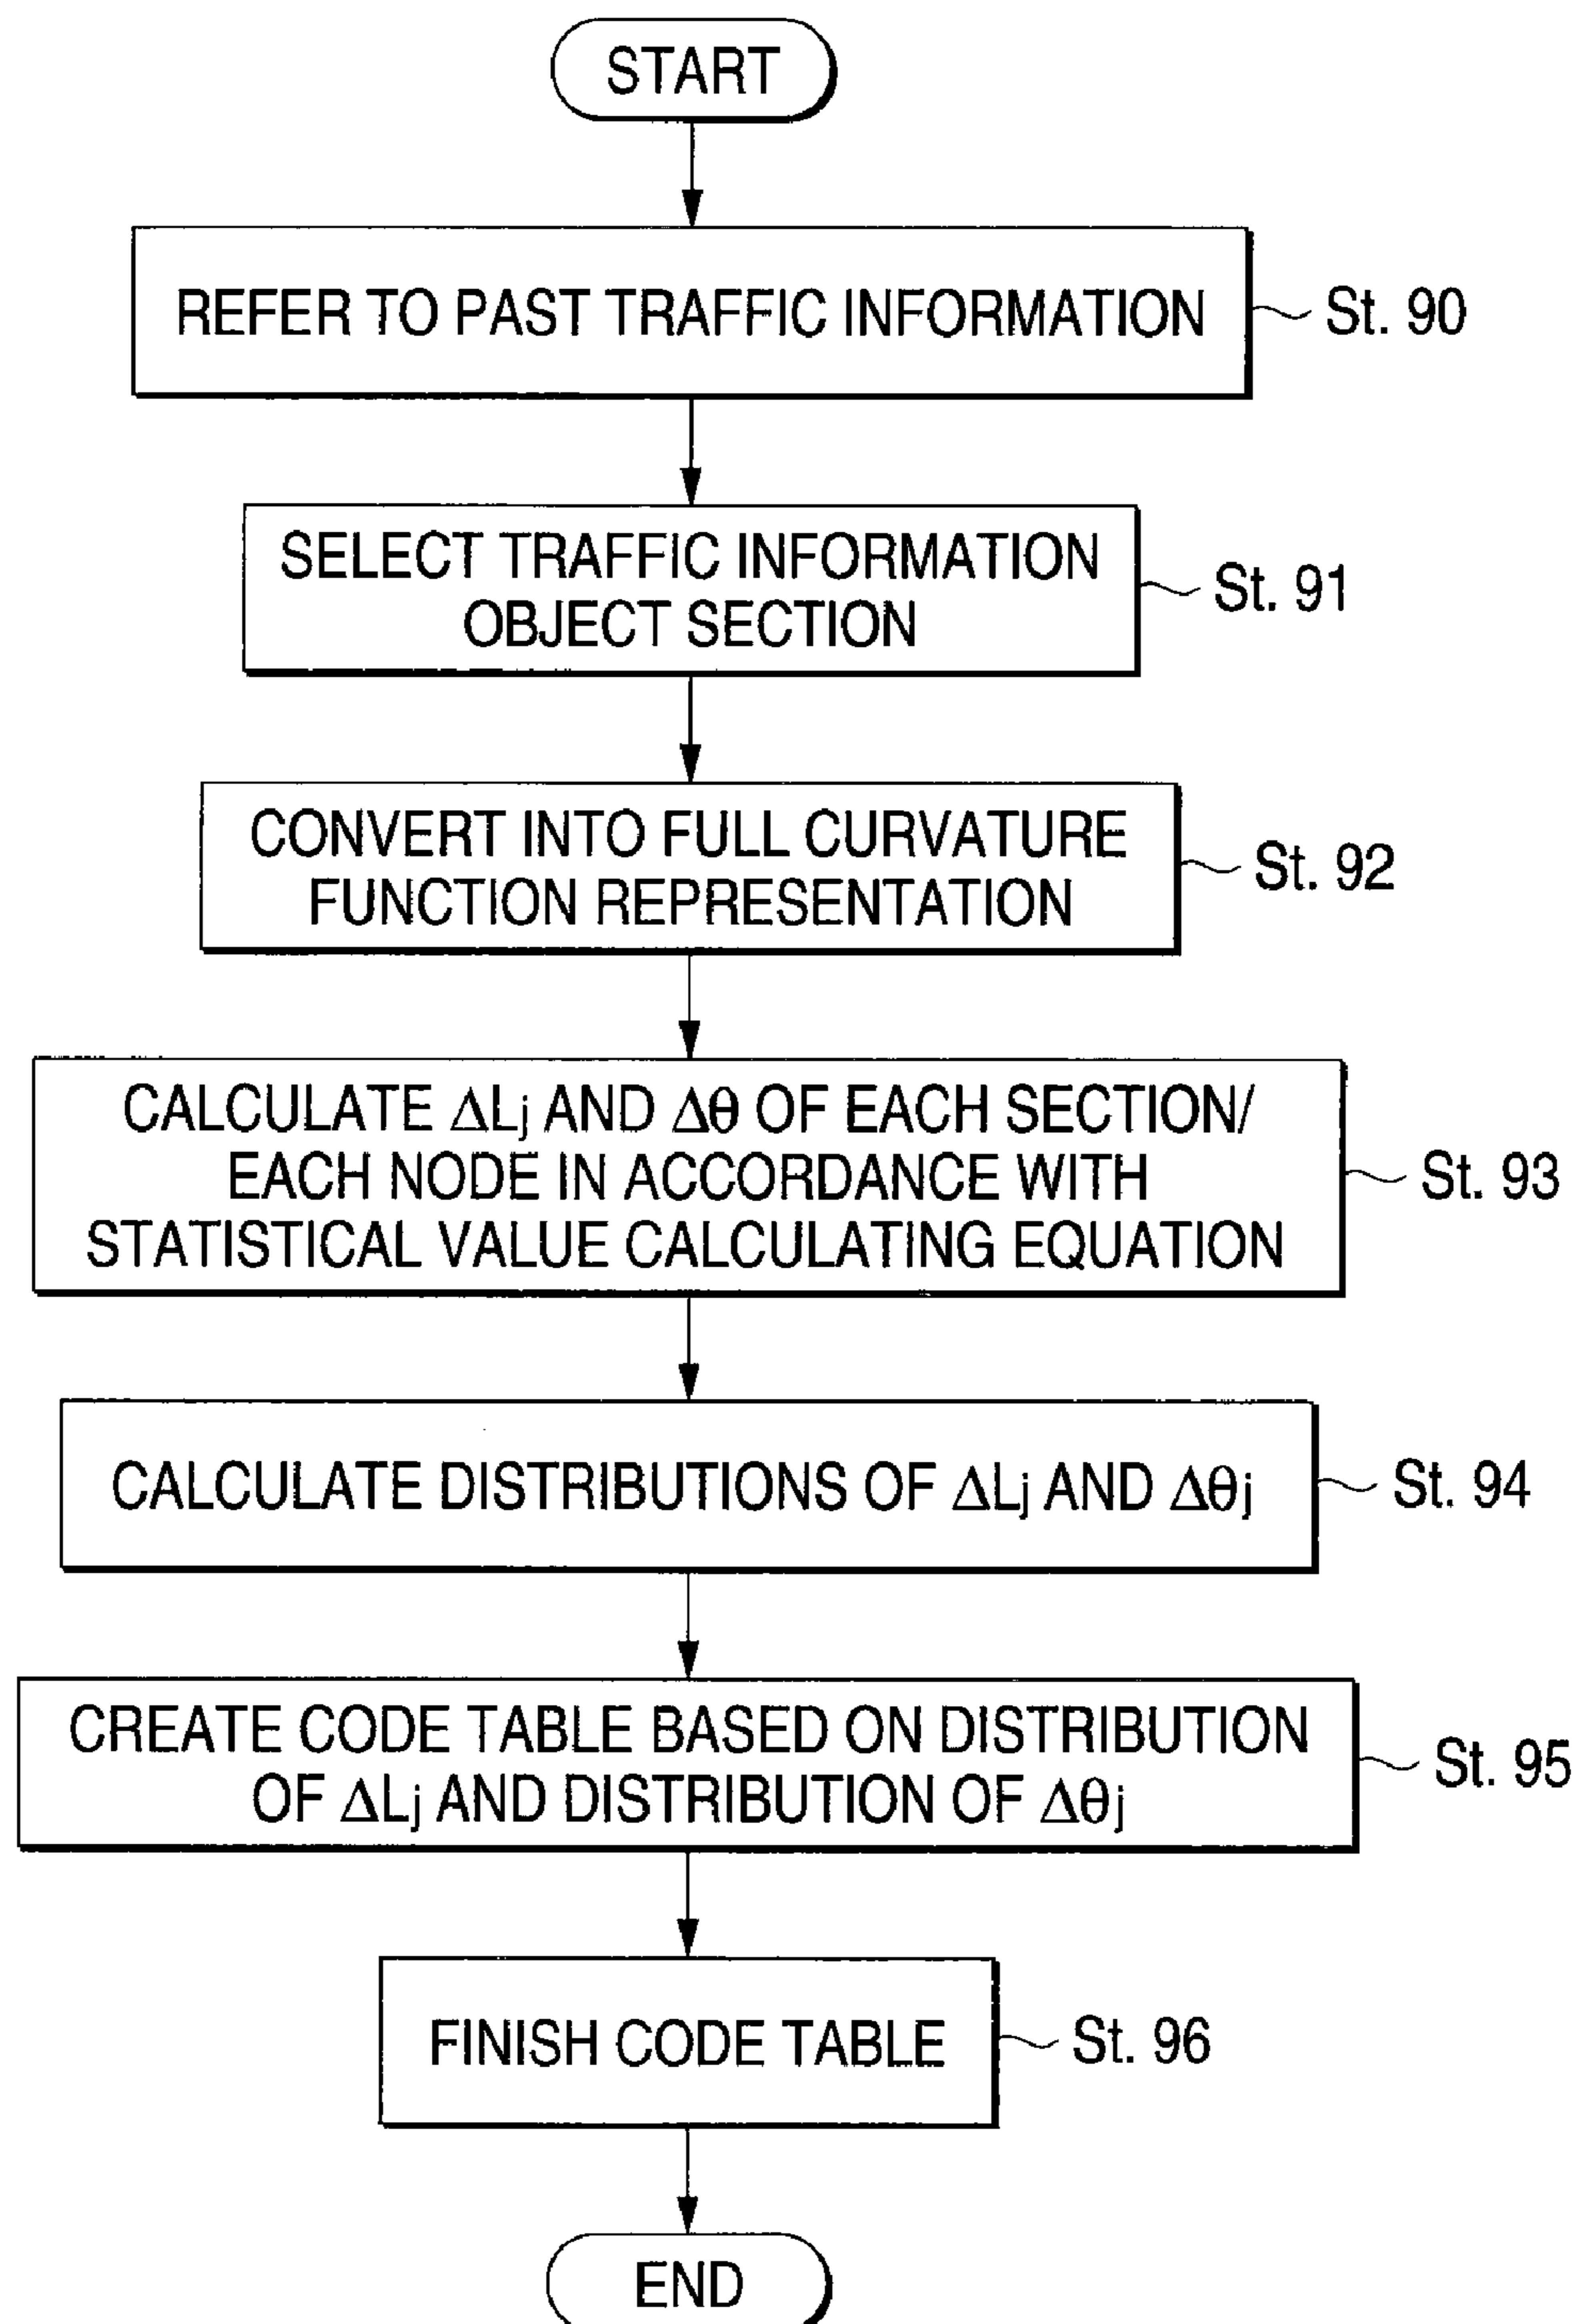 START
REFER TO PAST TRAFFIC INFORMATION
St. 90
SELECT TRAFFIC INFORMATION
OBJECT SECTION
St. 91
CONVERT INTO FULL CURVATURE
FUNCTION REPRESENTATION
St. 92
CALCULATE ΔLj AND Δθ OF EACH SECTION/
EACH NODE IN ACCORDANCE WITH
STATISTICAL VALUE CALCULATING EQUATION
St. 93
CALCULATE DISTRIBUTIONS OF ΔLj AND Δθj
St. 94
CREATE CODE TABLE BASED ON DISTRIBUTION
OF ΔLj AND DISTRIBUTION OF Δθj
St. 95
FINISH CODE TABLE
St. 96
END